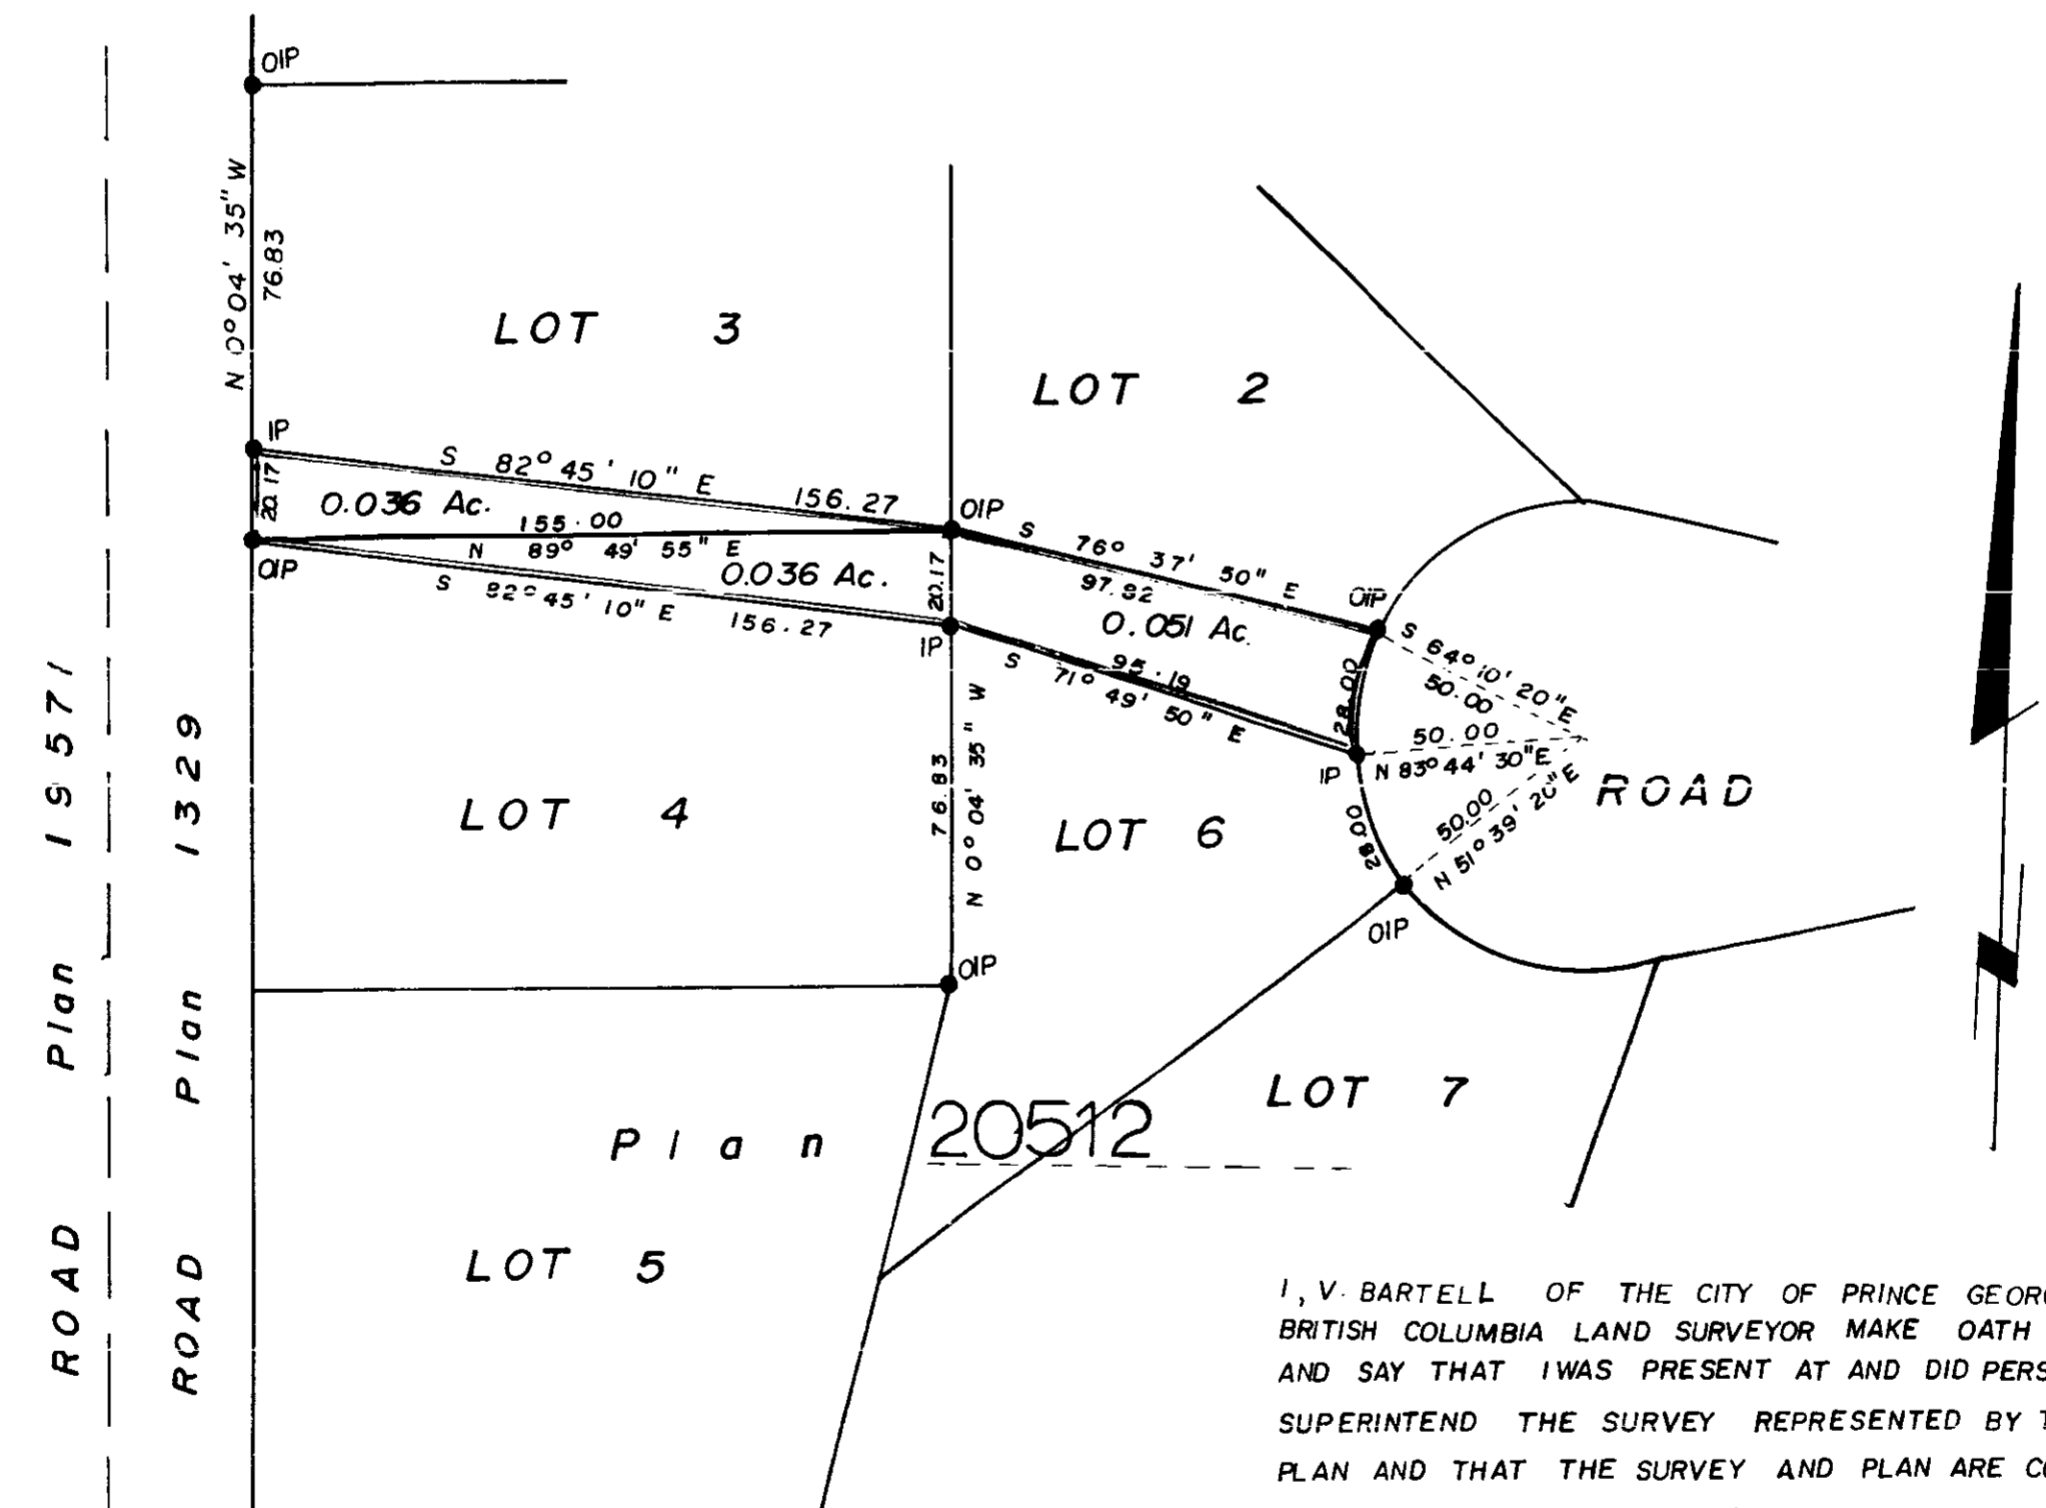 OIP
N 0° 04' 35" W
76.83
LOT 3
LOT 2
IP
S 82° 45' 10" E
156.27
20.17
0.036 Ac.
155.00
N 89° 49' 55" E
OIP
OIP
S 76° 37' 50" E
97.82
0.036 Ac.
20.17
S 82° 45' 10" E
156.27
OIP
0.051 Ac.
IP
S 71° 49' 50" E
95.19
28.00
S 64° 10' 20" E
50.00
50.00
N 83° 44' 30" E
IP
50.00
N 51° 39' 20" E
28.00
ROAD
OIP
LOT 4
76.83
N 0° 04' 35" W
LOT 6
OIP
LOT 7
Plan 20512
LOT 5
ROAD Plan 19571
ROAD Plan 1329
I, V. BARTELL OF THE CITY OF PRINCE GEOR
BRITISH COLUMBIA LAND SURVEYOR MAKE OATH
AND SAY THAT I WAS PRESENT AT AND DID PERS
SUPERINTEND THE SURVEY REPRESENTED BY T
PLAN AND THAT THE SURVEY AND PLAN ARE CO